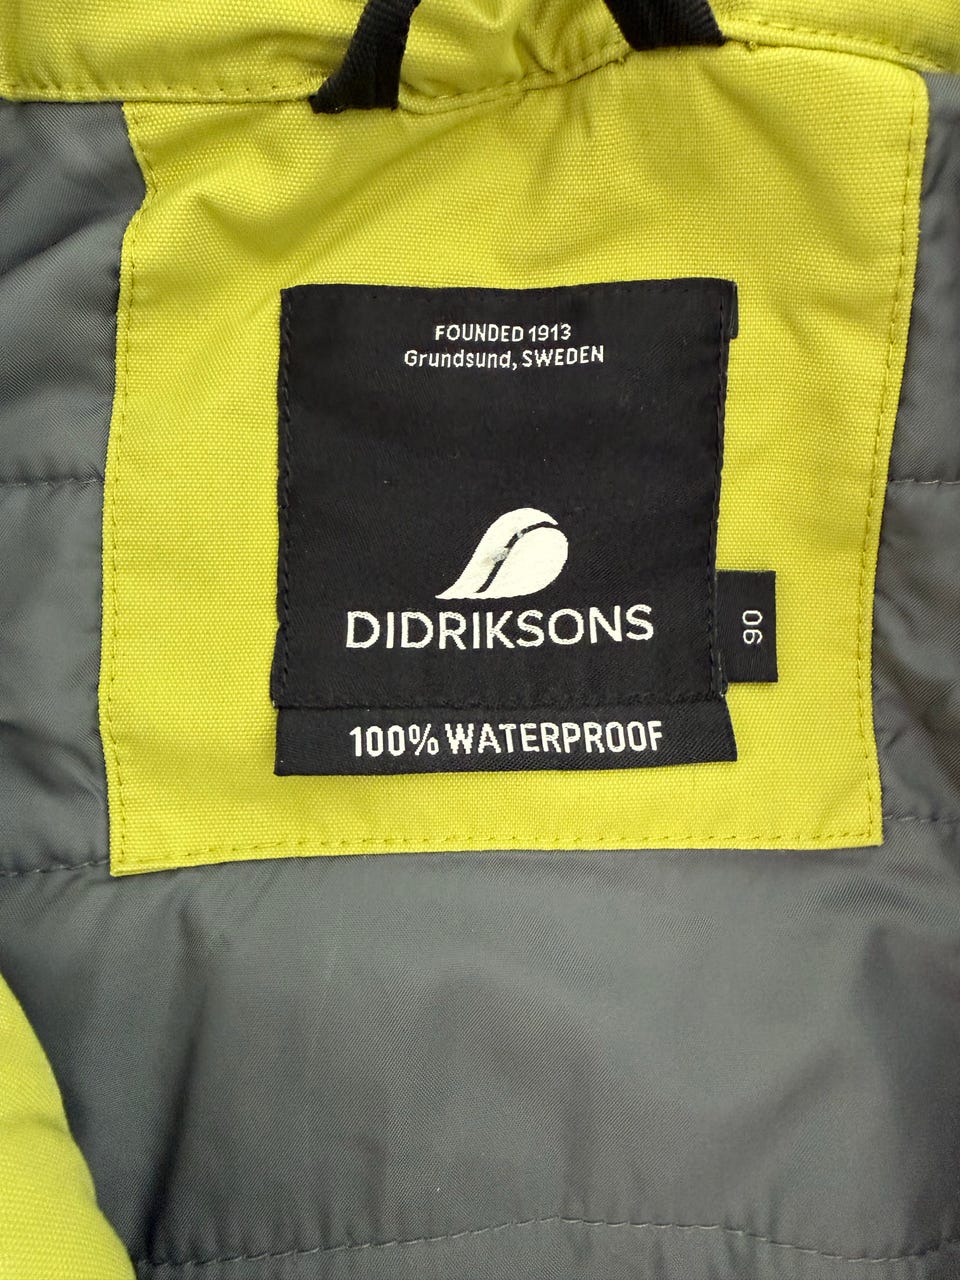 FOUNDED 1913
Grundsund, SWEDEN
DIDRIKSONS
90
100% WATERPROOF